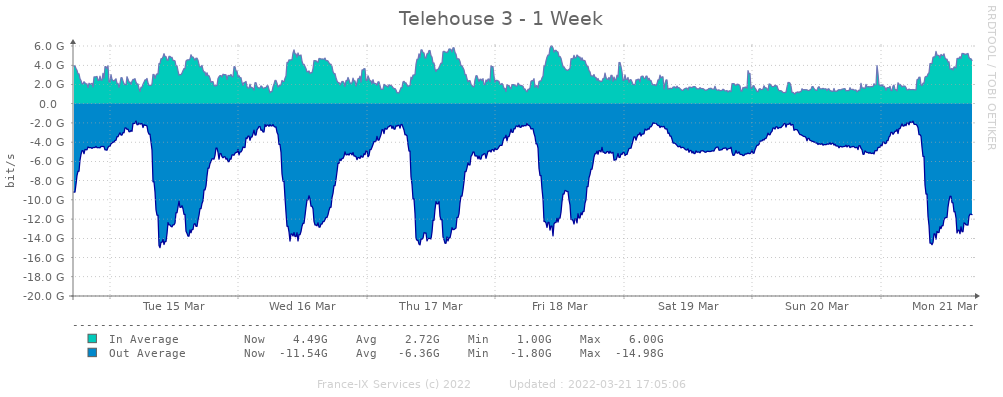 Telehouse 3 - 1 Week
RRDTOOL / TOBI OETIKER
bit/s
6.0 G
4.0 G
2.0 G
0.0
-2.0 G
-4.0 G
-6.0 G
-8.0 G
-10.0 G
-12.0 G
-14.0 G
-16.0 G
-18.0 G
-20.0 G
Tue 15 Mar Wed 16 Mar Thu 17 Mar Fri 18 Mar Sat 19 Mar Sun 20 Mar Mon 21 Mar
In Average Now 4.49G Avg 2.72G Min 1.00G Max 6.00G
Out Average Now -11.54G Avg -6.36G Min -1.80G Max -14.98G
France-IX Services (c) 2022 Updated : 2022-03-21 17:05:06